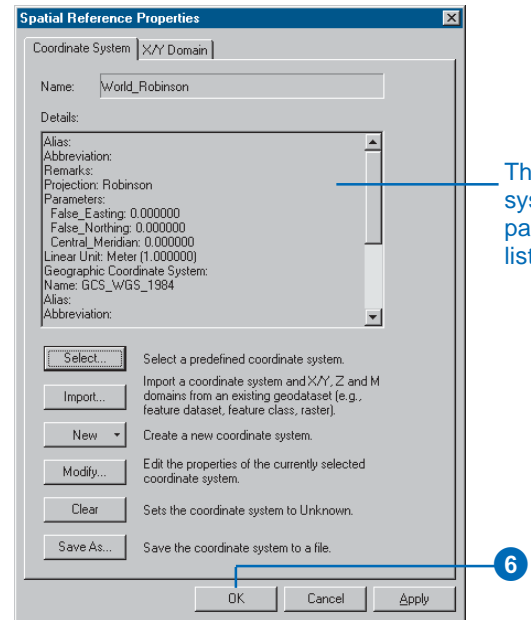 Spatial Reference Properties
Coordinate System
X/Y Domain
Name: World_Robinson
Details:
Alias:
Abbreviation:
Remarks:
Projection: Robinson
Parameters:
False_Easting: 0.000000
False_Northing: 0.000000
Central_Meridian: 0.000000
Linear Unit: Meter (1.000000)
Geographic Coordinate System:
Name: GCS_WGS_1984
Alias:
Abbreviation:
Select... Select a predefined coordinate system.
Import... Import a coordinate system and X/Y, Z and M
domains from an existing geodataset (e.g.,
feature dataset, feature class, raster).
New Create a new coordinate system.
Modify... Edit the properties of the currently selected
coordinate system.
Clear Sets the coordinate system to Unknown.
Save As... Save the coordinate system to a file.
OK Cancel Apply
6